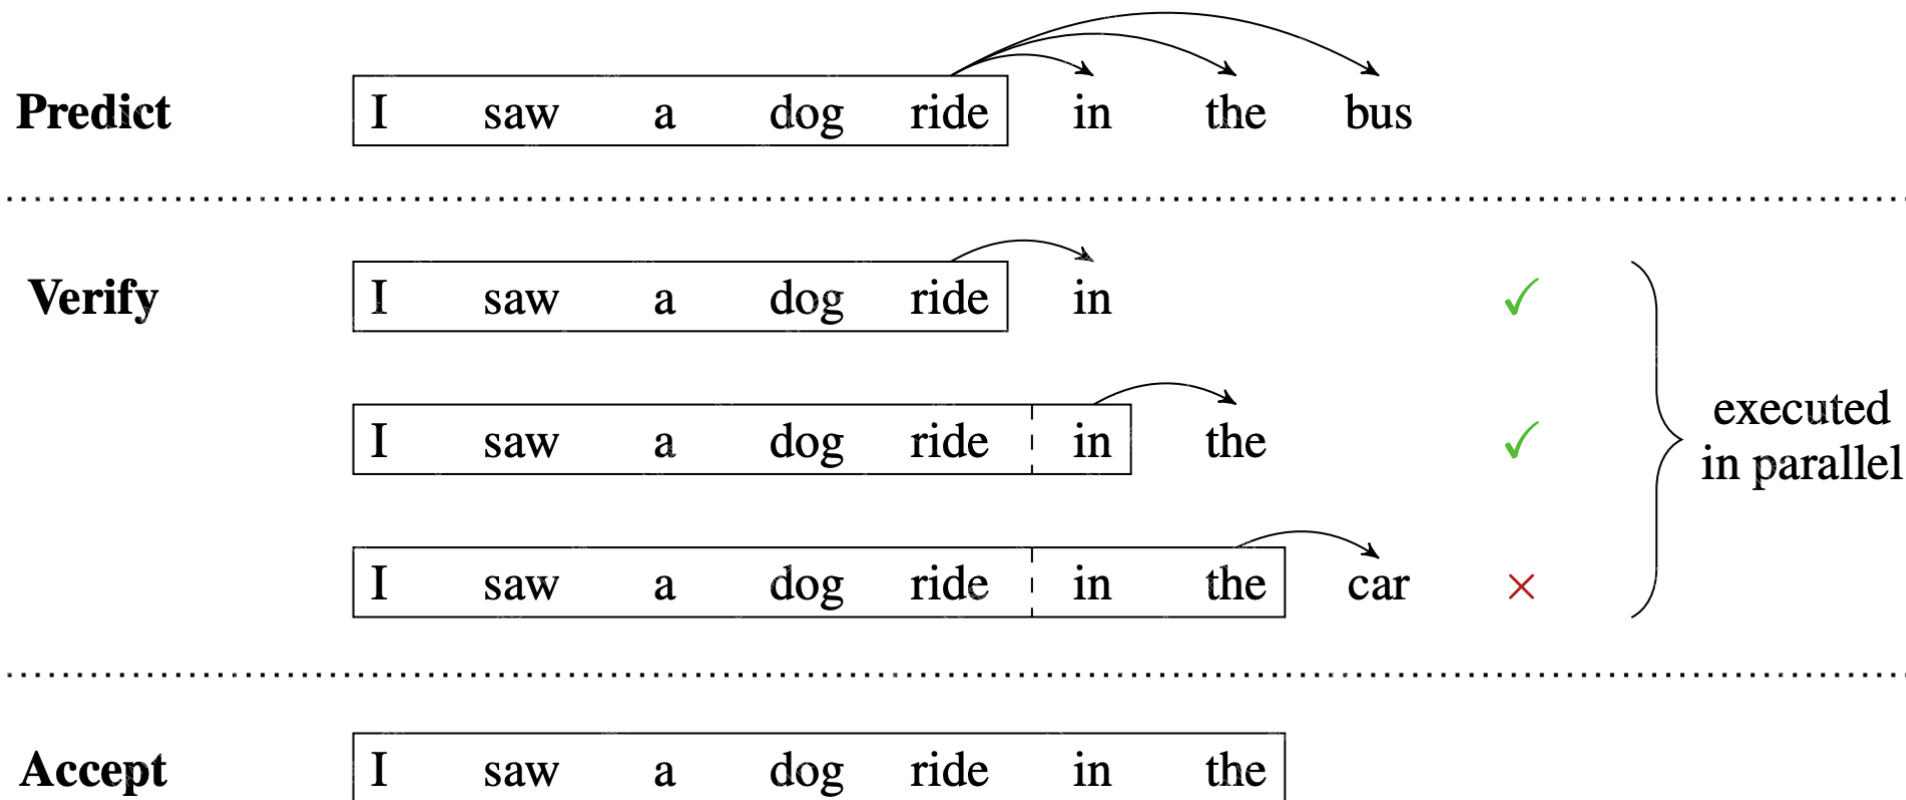 Predict I saw a dog ride in the bus
Verify I saw a dog ride in ✓
I saw a dog ride in the ✓
executed
in parallel
I saw a dog ride in the car ×
Accept I saw a dog ride in the